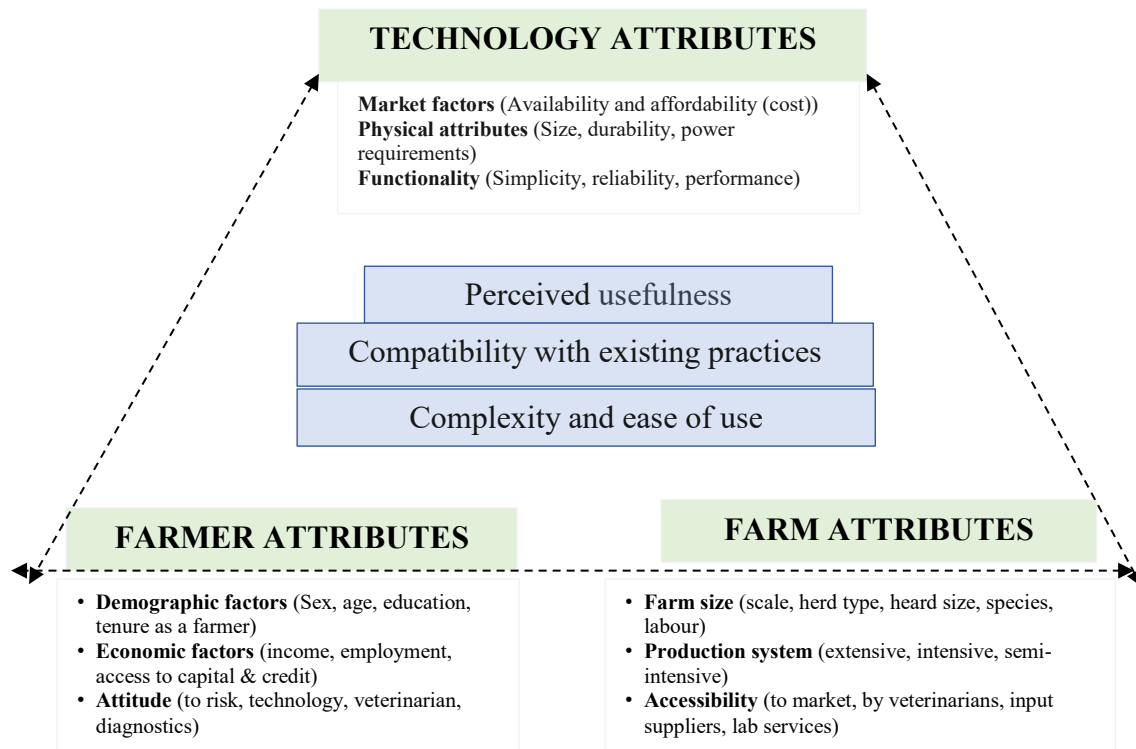 TECHNOLOGY ATTRIBUTES
Market factors (Availability and affordability (cost))
Physical attributes (Size, durability, power
requirements)
Functionality (Simplicity, reliability, performance)
Perceived usefulness
Compatibility with existing practices
Complexity and ease of use
FARMER ATTRIBUTES
• Demographic factors (Sex, age, education,
tenure as a farmer)
• Economic factors (income, employment,
access to capital & credit)
• Attitude (to risk, technology, veterinarian,
diagnostics)
FARM ATTRIBUTES
• Farm size (scale, herd type, heard size, species,
labour)
• Production system (extensive, intensive, semi-
intensive)
• Accessibility (to market, by veterinarians, input
suppliers, lab services)